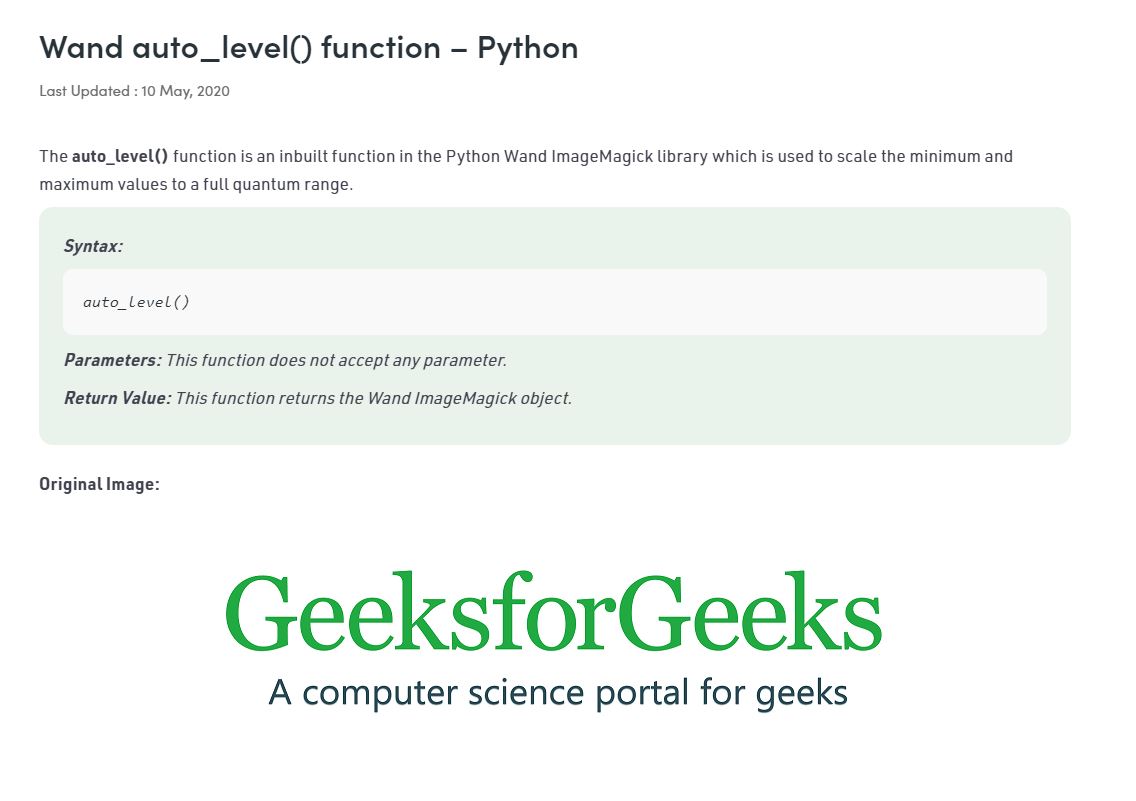 Wand auto_level() function – Python
Last Updated : 10 May, 2020
The auto_level() function is an inbuilt function in the Python Wand ImageMagick library which is used to scale the minimum and
maximum values to a full quantum range.
Syntax:
auto_level()
Parameters: This function does not accept any parameter.
Return Value: This function returns the Wand ImageMagick object.
Original Image:
GeeksforGeeks
A computer science portal for geeks